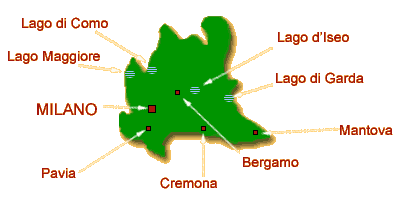 Lago di Como
Lago d'Iseo
Lago Maggiore
Lago di Garda
MILANO
Mantova
Bergamo
Pavia
Cremona